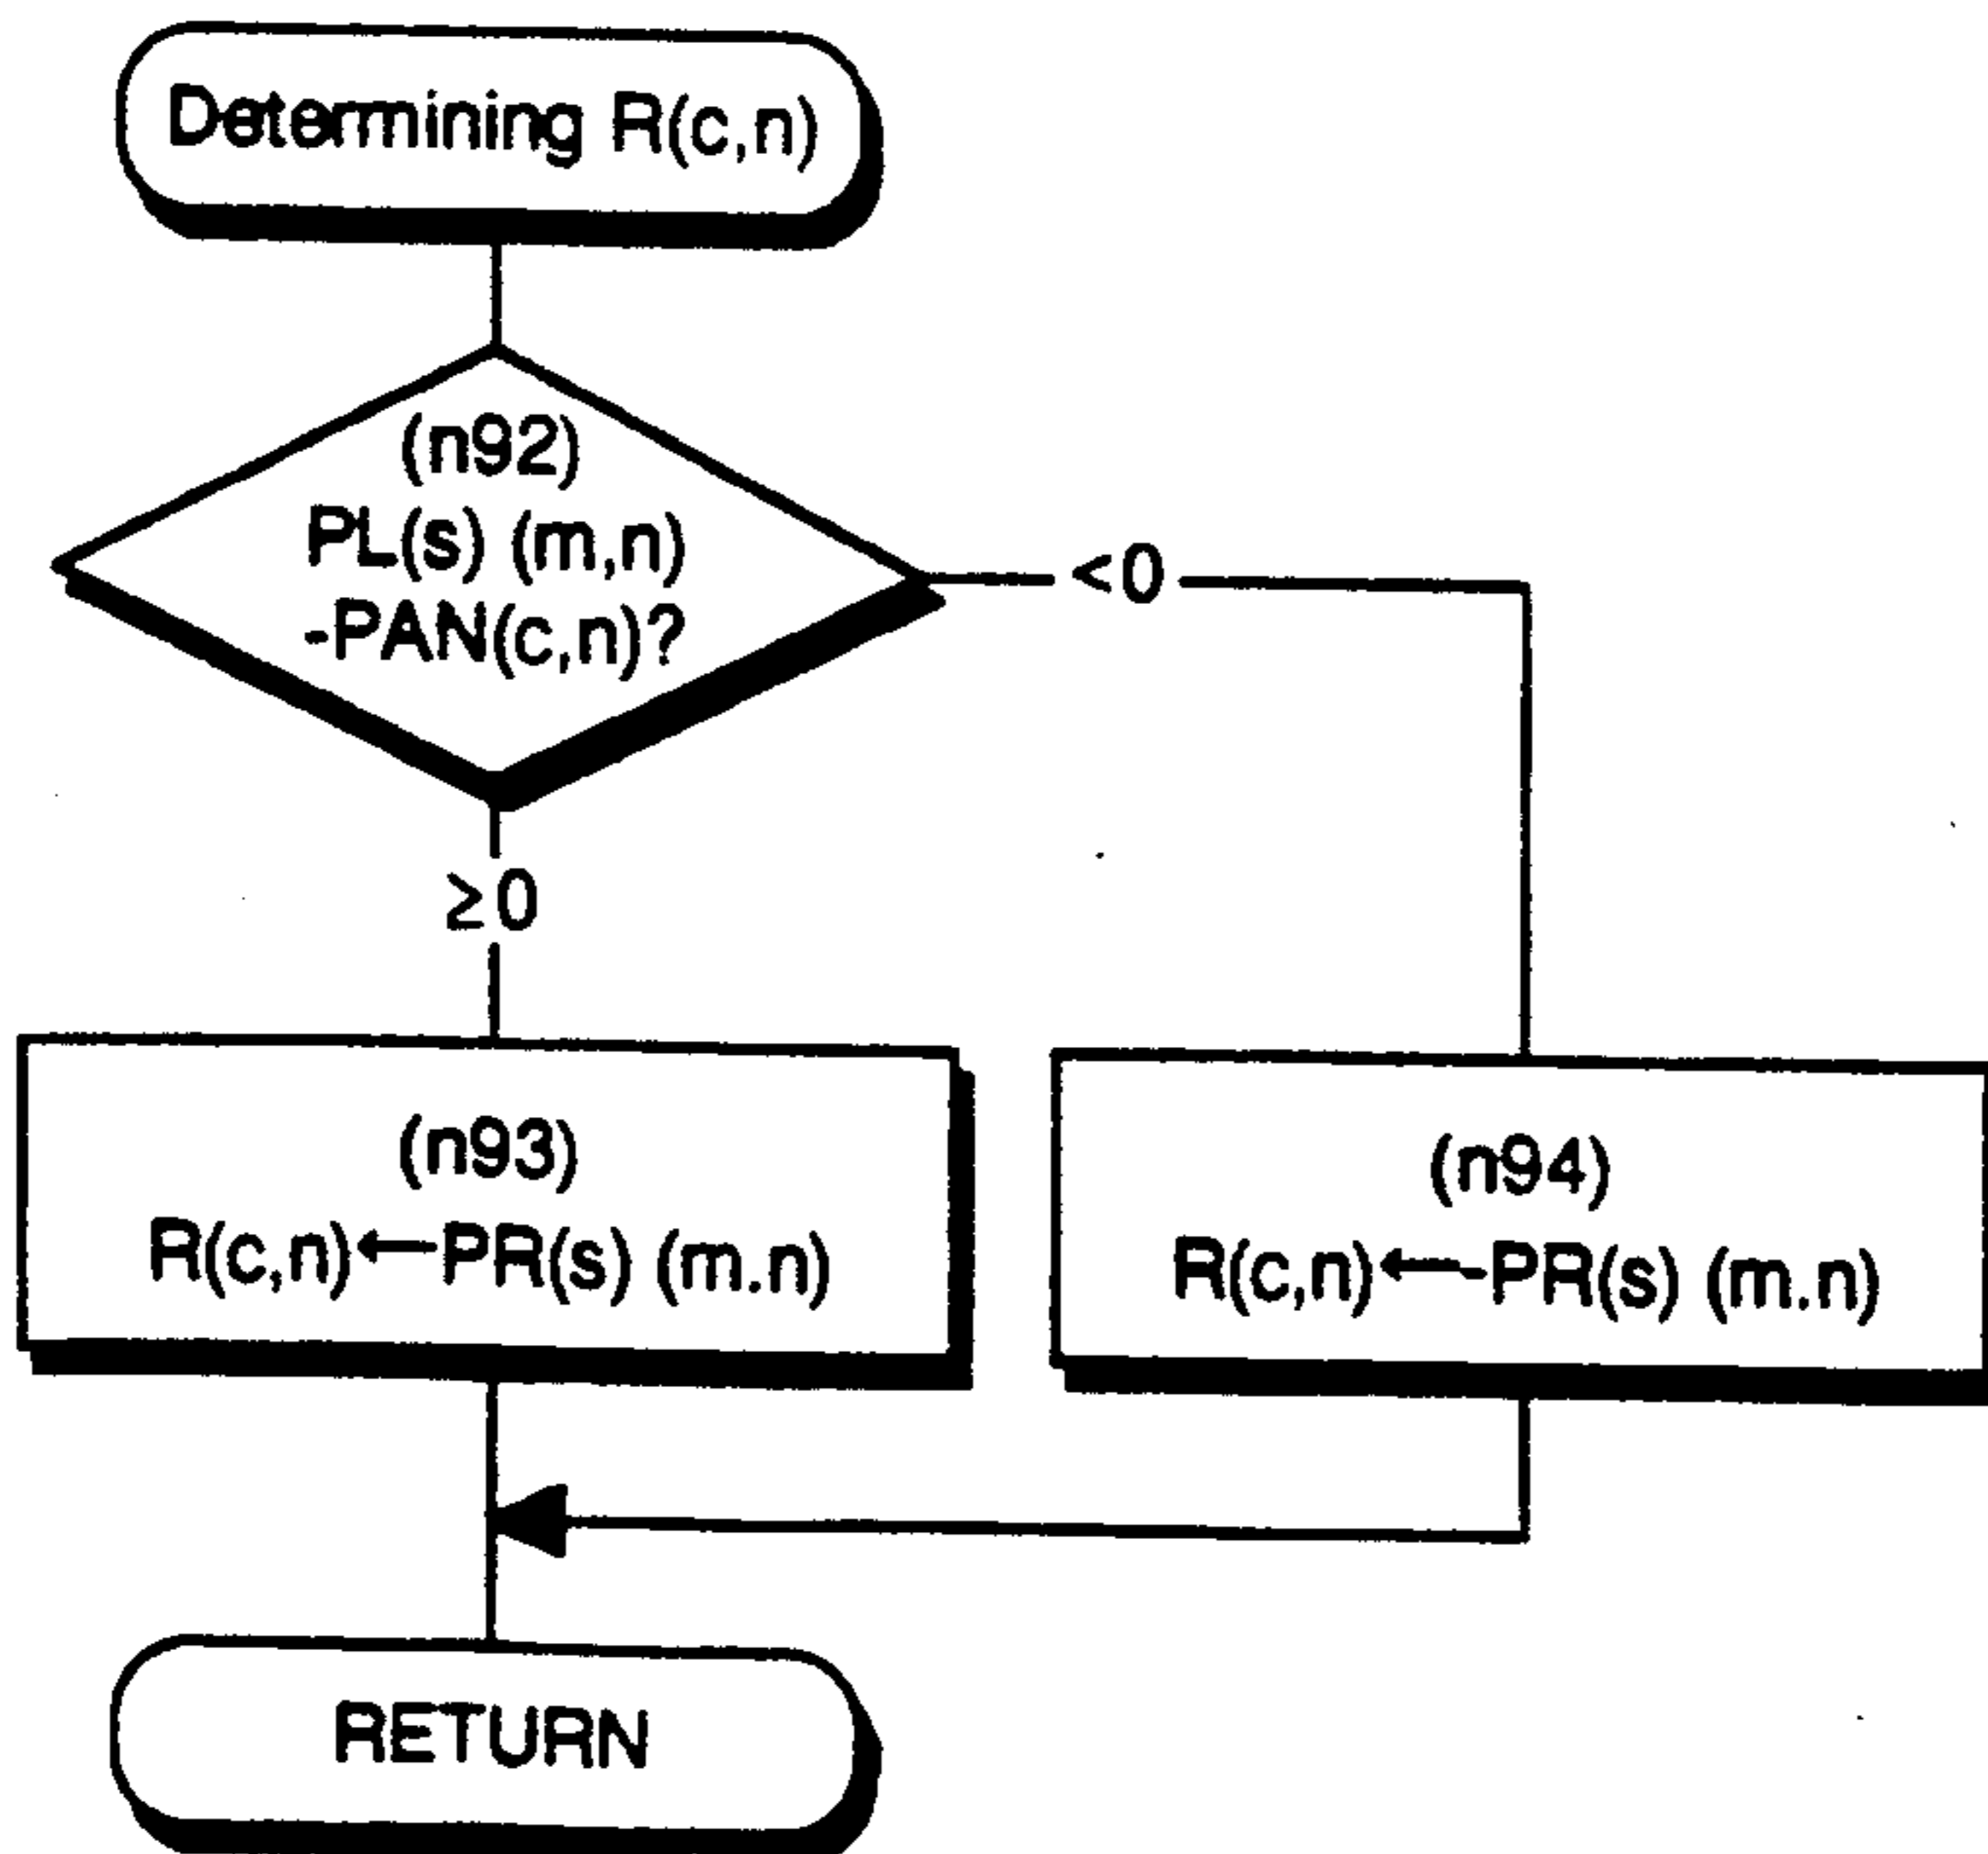 Determining R(c,n)
(n92)
PL(s) (m,n)
-PAN(c,n)?
<0
≥0
(n93)
R(c,n)←PR(s) (m.n)
(n94)
R(c,n)←PR(s) (m.n)
RETURN